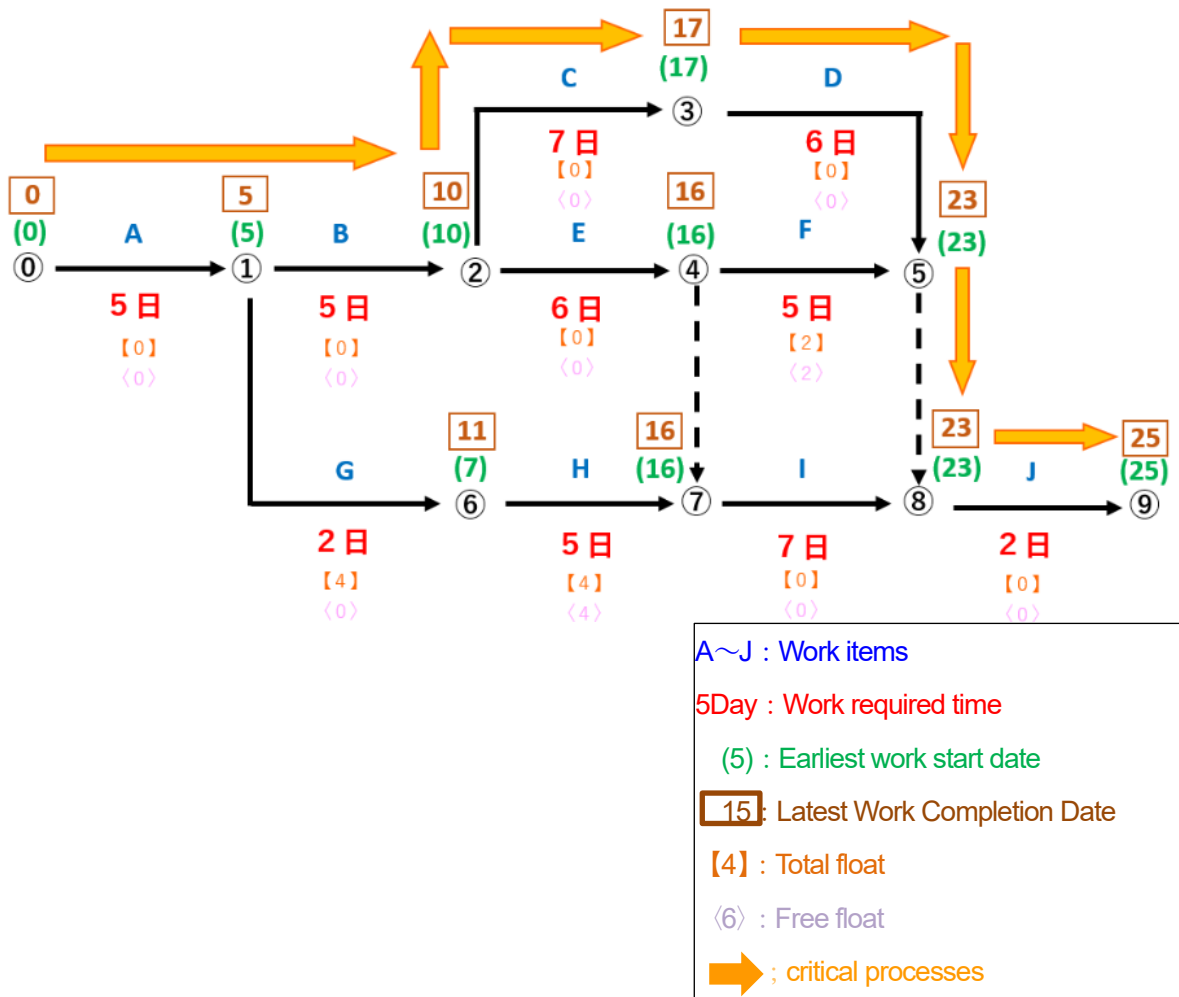 17
(17)
C
D
③
7 日
【0】
〈0〉
6 日
【0】
〈0〉
0
(0)
⓪
A
5
(5)
①
B
10
(10)
②
E
16
(16)
④
F
23
(23)
⑤
5 日
【0】
〈0〉
5 日
【0】
〈0〉
6 日
【0】
〈0〉
5 日
【2】
〈2〉
G
11
(7)
⑥
H
16
(16)
⑦
I
23
(23)
⑧
J
25
(25)
⑨
2 日
【4】
〈0〉
5 日
【4】
〈4〉
7 日
【0】
〈0〉
2 日
【0】
〈0〉
A～J : Work items
5Day : Work required time
(5) : Earliest work start date
15 : Latest Work Completion Date
【4】 : Total float
〈6〉 : Free float
; critical processes